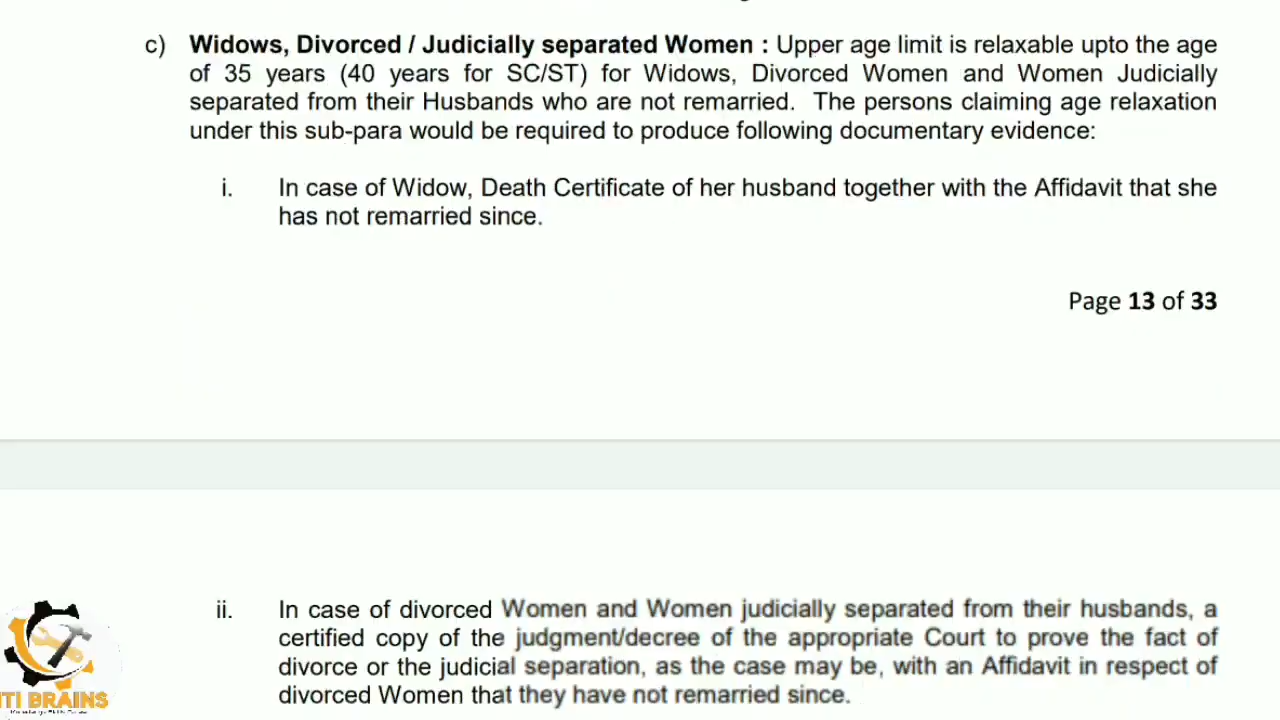 c) Widows, Divorced / Judicially separated Women : Upper age limit is relaxable upto the age
of 35 years (40 years for SC/ST) for Widows, Divorced Women and Women Judicially
separated from their Husbands who are not remarried. The persons claiming age relaxation
under this sub-para would be required to produce following documentary evidence:
i. In case of Widow, Death Certificate of her husband together with the Affidavit that she
has not remarried since.
Page 13 of 33
ii. In case of divorced Women and Women judicially separated from their husbands, a
certified copy of the judgment/decree of the appropriate Court to prove the fact of
divorce or the judicial separation, as the case may be, with an Affidavit in respect of
divorced Women that they have not remarried since.
ITI BRAINS